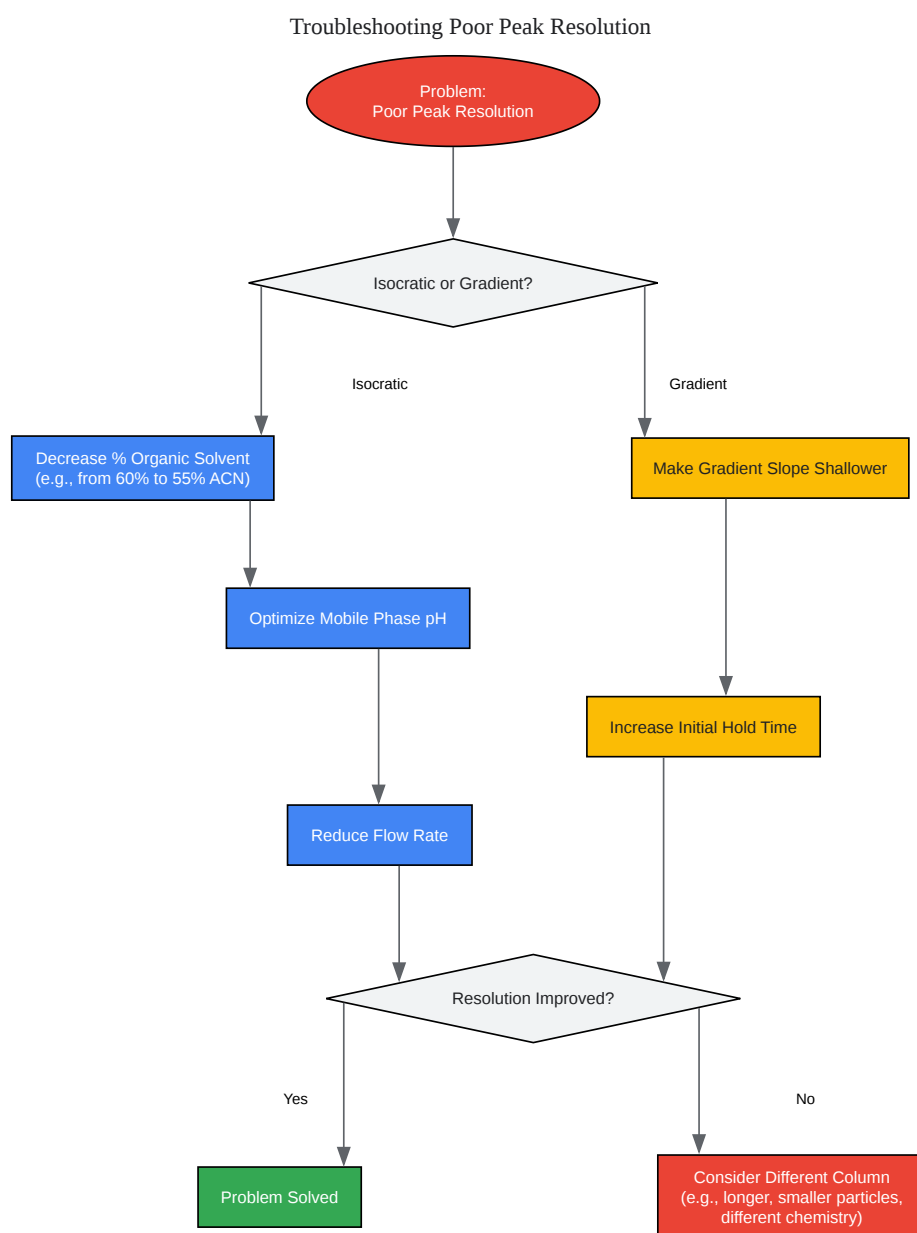 Troubleshooting Poor Peak Resolution
Problem:
Poor Peak Resolution
Isocratic or Gradient?
Isocratic
Gradient
Decrease % Organic Solvent
(e.g., from 60% to 55% ACN)
Make Gradient Slope Shallower
Optimize Mobile Phase pH
Increase Initial Hold Time
Reduce Flow Rate
Resolution Improved?
Yes
No
Problem Solved
Consider Different Column
(e.g., longer, smaller particles,
different chemistry)